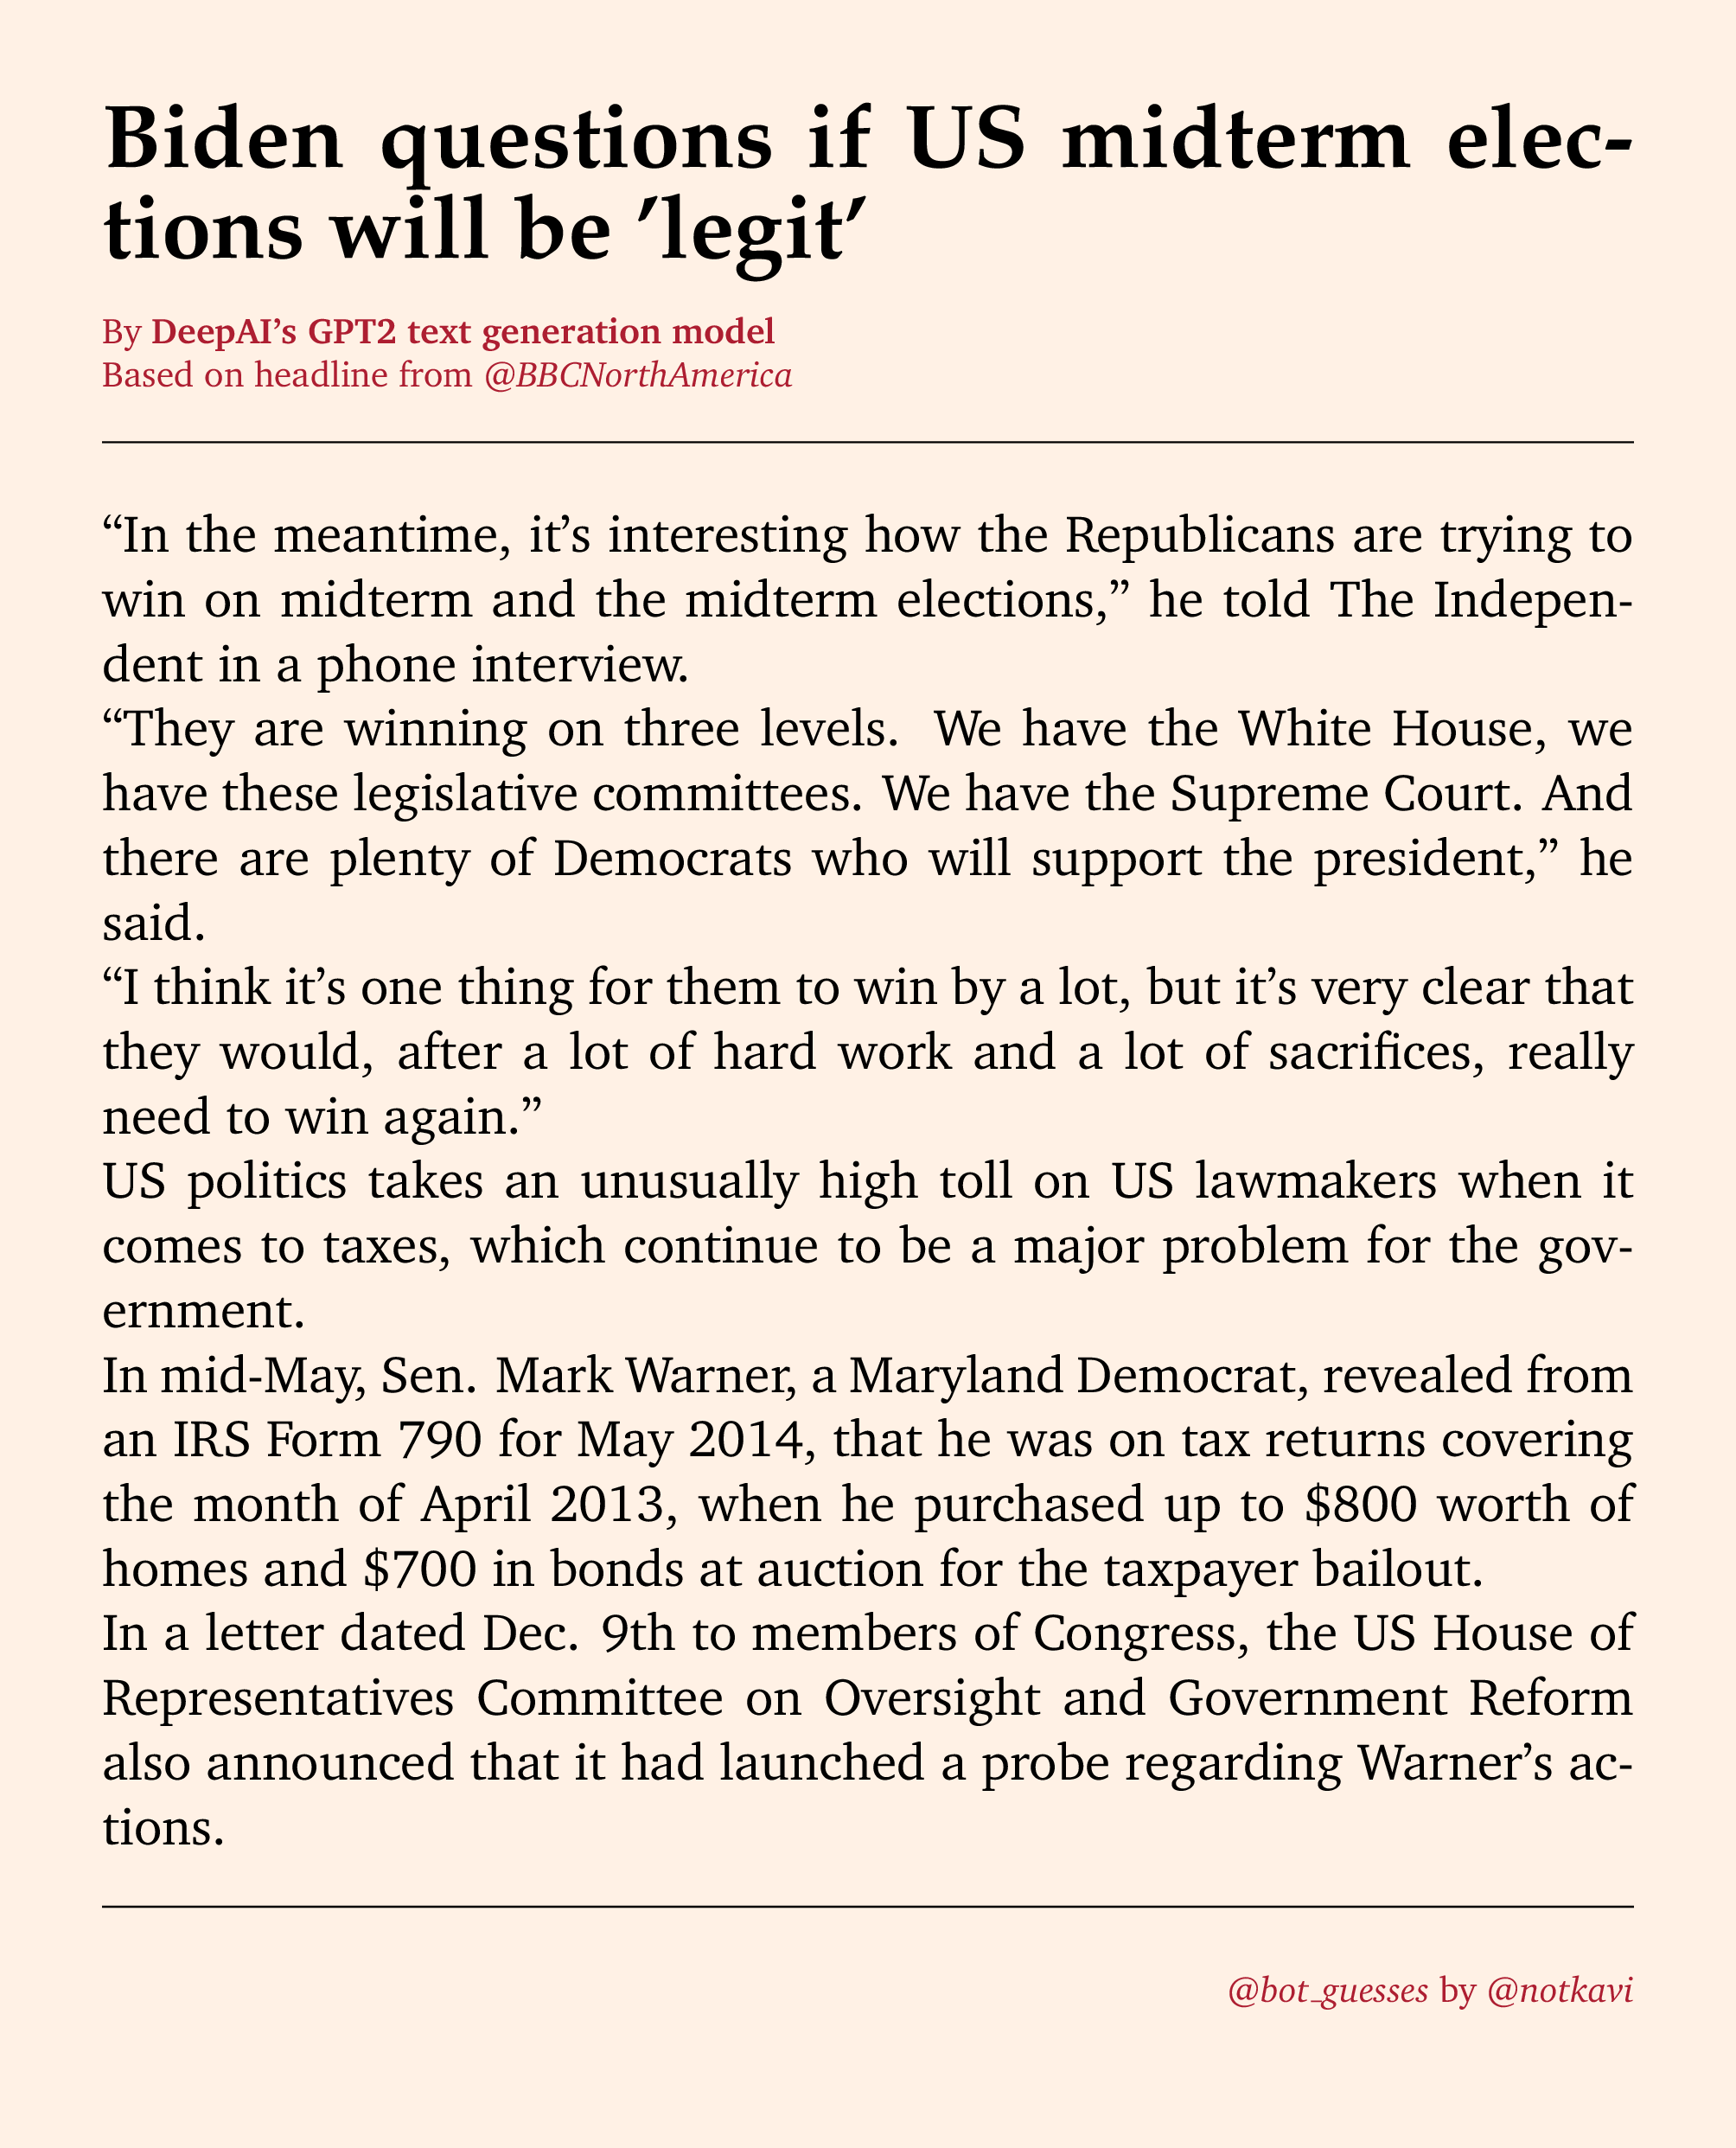 Biden questions if US midterm elec-
tions will be ’legit’
By DeepAI’s GPT2 text generation model
Based on headline from @BBCNorthAmerica
“In the meantime, it’s interesting how the Republicans are trying to
win on midterm and the midterm elections,” he told The Indepen-
dent in a phone interview.
“They are winning on three levels. We have the White House, we
have these legislative committees. We have the Supreme Court. And
there are plenty of Democrats who will support the president,” he
said.
“I think it’s one thing for them to win by a lot, but it’s very clear that
they would, after a lot of hard work and a lot of sacrifices, really
need to win again.”
US politics takes an unusually high toll on US lawmakers when it
comes to taxes, which continue to be a major problem for the gov-
ernment.
In mid-May, Sen. Mark Warner, a Maryland Democrat, revealed from
an IRS Form 790 for May 2014, that he was on tax returns covering
the month of April 2013, when he purchased up to $800 worth of
homes and $700 in bonds at auction for the taxpayer bailout.
In a letter dated Dec. 9th to members of Congress, the US House of
Representatives Committee on Oversight and Government Reform
also announced that it had launched a probe regarding Warner’s ac-
tions.
@bot_guesses by @notkavi